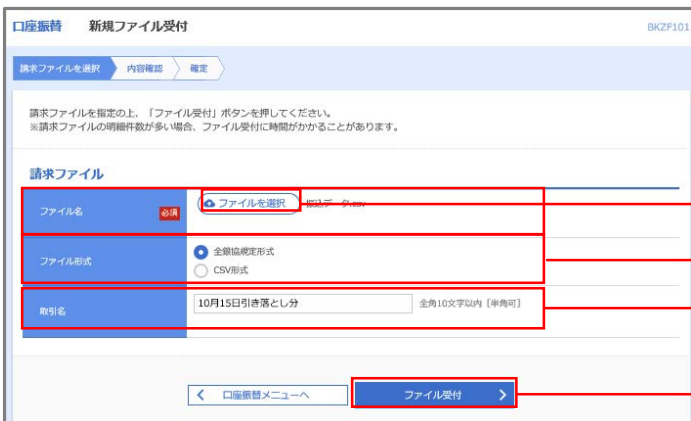 口座振替 新規ファイル受付 BKZF101
請求ファイルを選択 内容確認 確定
請求ファイルを指定の上、「ファイル受付」ボタンを押してください。
※請求ファイルの明細件数が多い場合、ファイル受付に時間がかかることがあります。
請求ファイル
ファイル名 必須 ファイルを選択 振込データ.csv
ファイル形式 全銀協規定形式
CSV形式
取引名 10月15日引き落とし分 全角10文字以内［半角可］
口座振替メニューへ ファイル受付